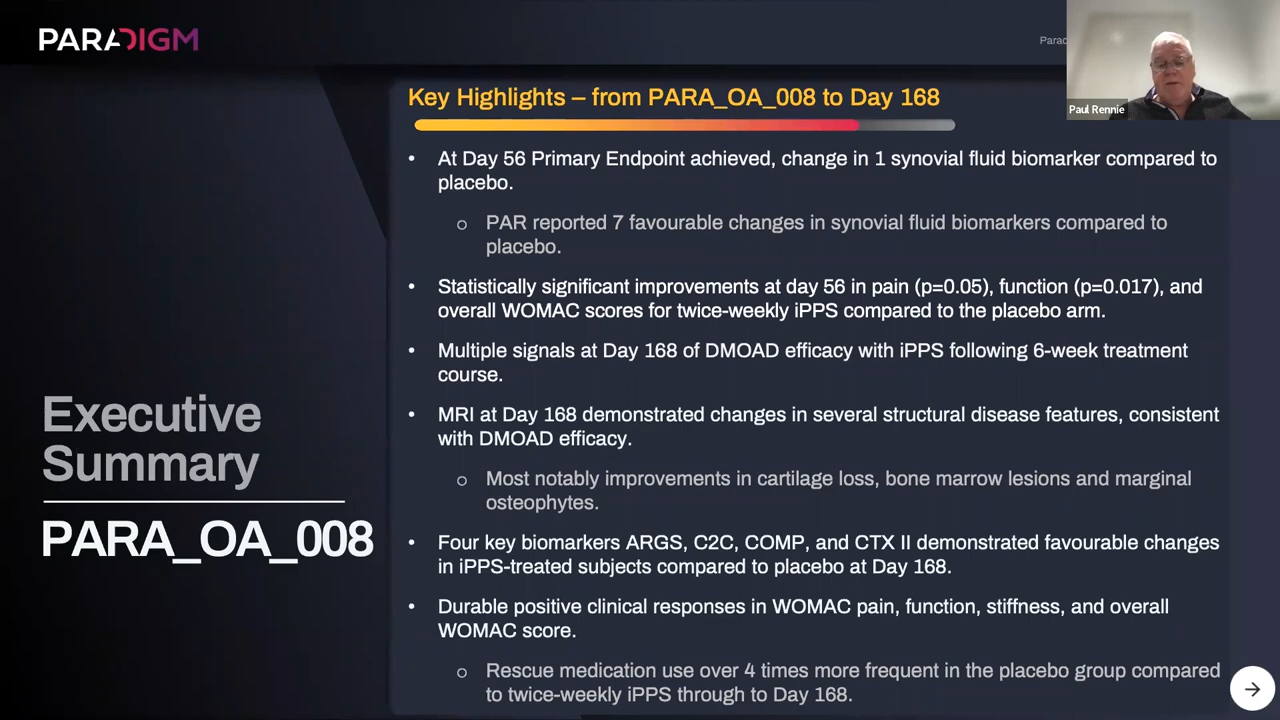 PARADIGM
Parad
Paul Rennie
Key Highlights – from PARA_OA_008 to Day 168
• At Day 56 Primary Endpoint achieved, change in 1 synovial fluid biomarker compared to
placebo.
o PAR reported 7 favourable changes in synovial fluid biomarkers compared to
placebo.
• Statistically significant improvements at day 56 in pain (p=0.05), function (p=0.017), and
overall WOMAC scores for twice-weekly iPPS compared to the placebo arm.
• Multiple signals at Day 168 of DMOAD efficacy with iPPS following 6-week treatment
course.
• MRI at Day 168 demonstrated changes in several structural disease features, consistent
with DMOAD efficacy.
o Most notably improvements in cartilage loss, bone marrow lesions and marginal
osteophytes.
• Four key biomarkers ARGS, C2C, COMP, and CTX II demonstrated favourable changes
in iPPS-treated subjects compared to placebo at Day 168.
• Durable positive clinical responses in WOMAC pain, function, stiffness, and overall
WOMAC score.
o Rescue medication use over 4 times more frequent in the placebo group compared
to twice-weekly iPPS through to Day 168.
Executive
Summary
PARA_OA_008